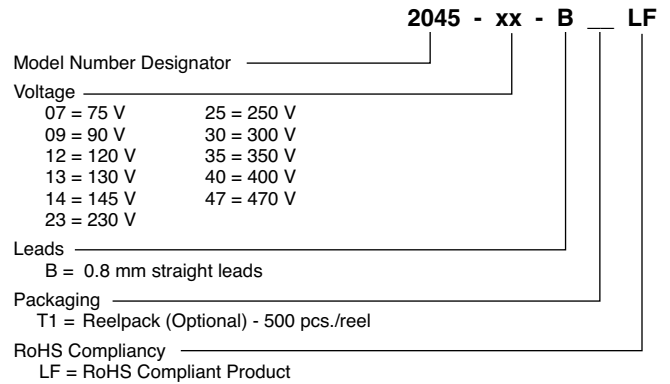 2045 - xx - B __ LF
Model Number Designator
Voltage
07 = 75 V 25 = 250 V
09 = 90 V 30 = 300 V
12 = 120 V 35 = 350 V
13 = 130 V 40 = 400 V
14 = 145 V 47 = 470 V
23 = 230 V
Leads
B = 0.8 mm straight leads
Packaging
T1 = Reelpack (Optional) - 500 pcs./reel
RoHS Compliancy
LF = RoHS Compliant Product